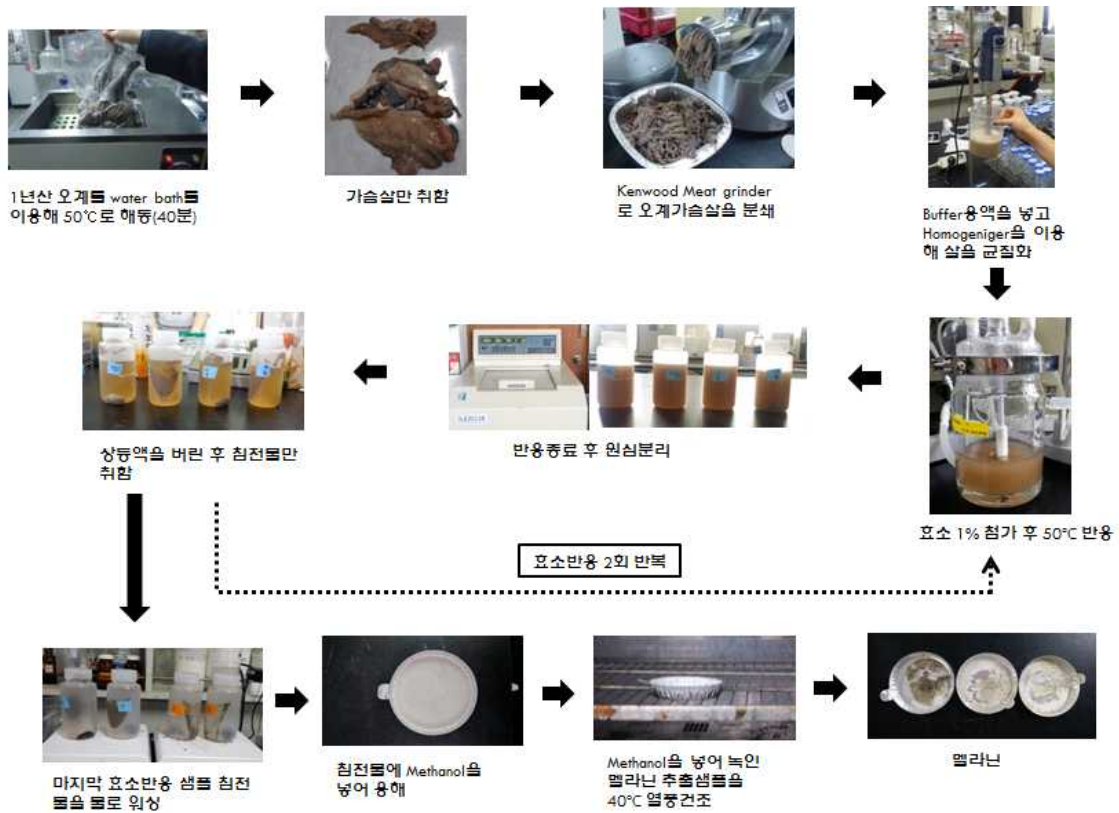 1년산 오계를 water bath를
이용해 50℃로 해동(40분)
가슴살만 취함
Kenwood Meat grinder
로 오계가슴살을 분쇄
Buffer용액을 넣고
Homogeniger을 이용
해 살을 균질화
효소 1% 첨가 후 50℃ 반응
반응종료 후 원심분리
상등액을 버린 후 침전물만
취함
효소반응 2회 반복
마지막 효소반응 샘플 침전
물을 물로 워싱
침전물에 Methanol을
넣어 용해
Methanol을 넣어 녹인
멜라닌 추출샘플을
40℃ 열풍건조
멜라닌